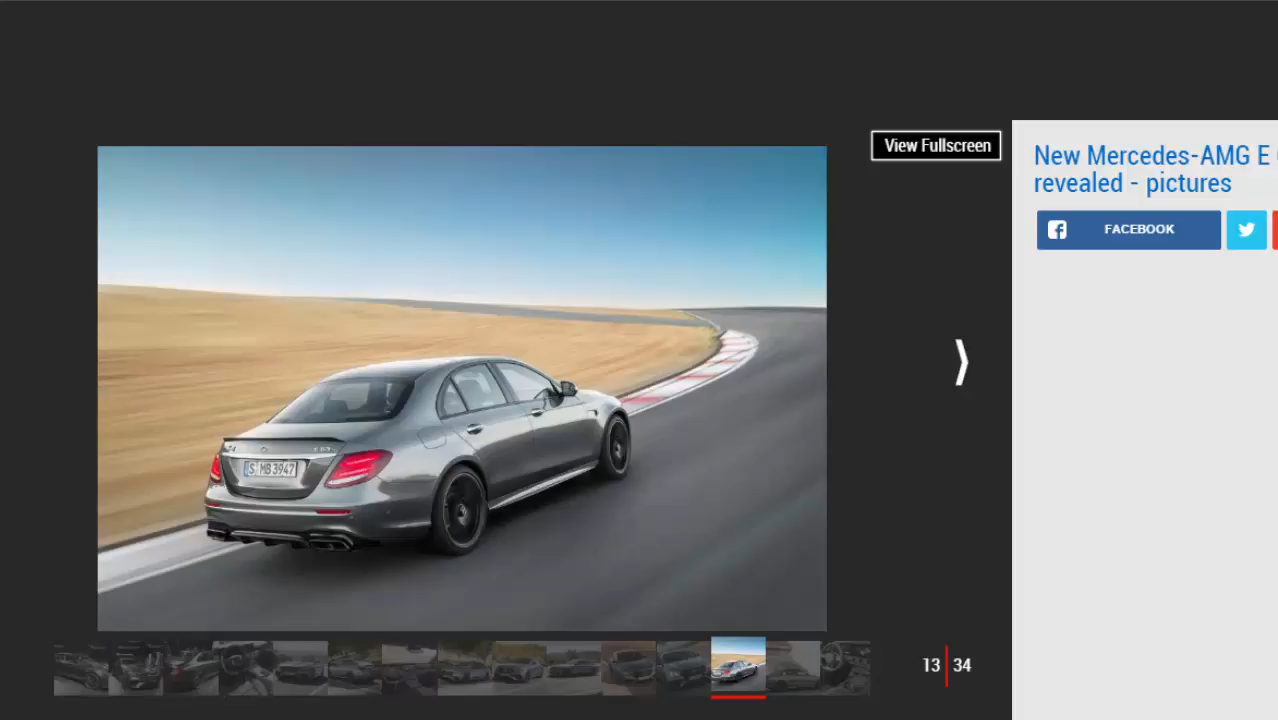 View Fullscreen
New Mercedes-AMG E
revealed - pictures
FACEBOOK
S MB 3947
13 34